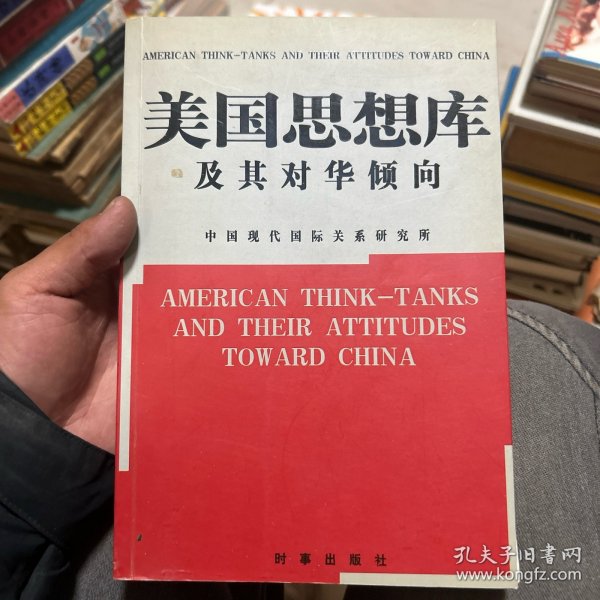 AMERICAN THINK-TANKS AND THEIR ATTITUDES TOWARD CHINA
美国思想库
及其对华倾向
中国现代国际关系研究所
AMERICAN THINK-TANKS
AND THEIR ATTITUDES
TOWARD CHINA
时事出版社
孔夫子旧书网
www.kongfz.com